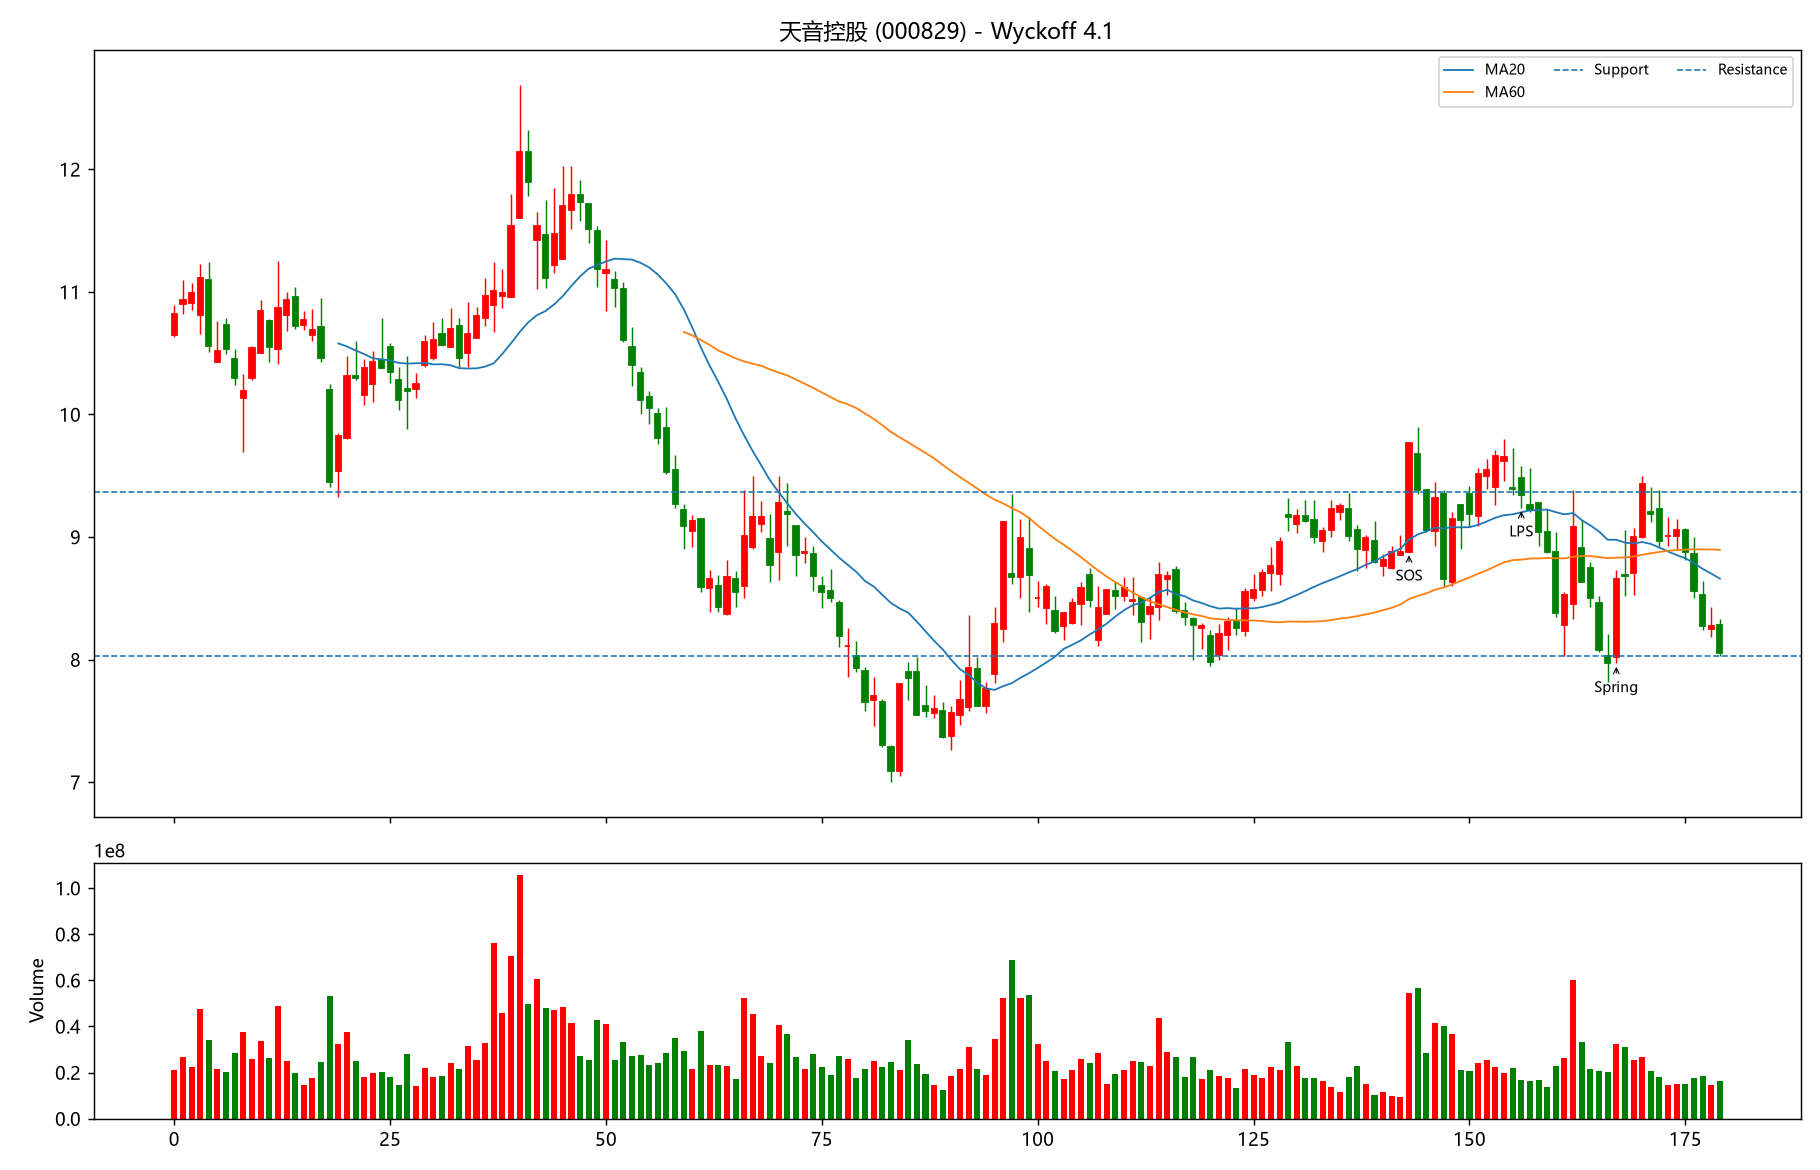 天音控股 (000829) - Wyckoff 4.1
MA20
Support
Resistance
MA60
12
11
10
9
8
7
LPS
SOS
Spring
1e8
1.0
0.8
0.6
0.4
0.2
0.0
Volume
0
25
50
75
100
125
150
175